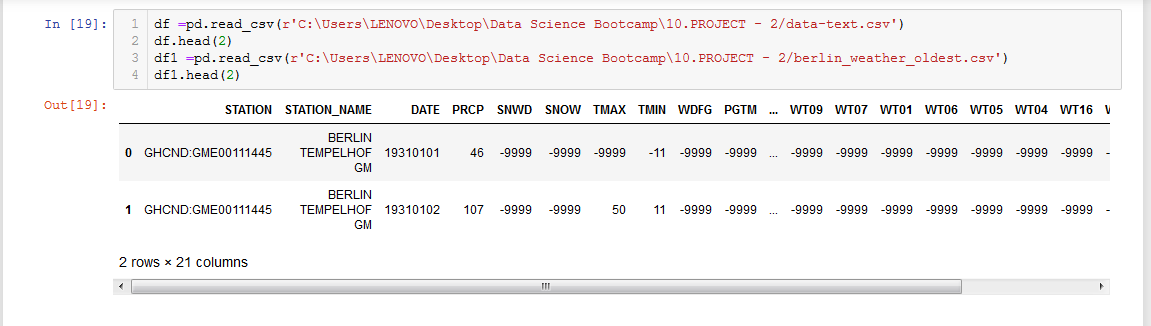 In [19]:
1 df =pd.read_csv(r'C:\Users\LENOVO\Desktop\Data Science Bootcamp\10.PROJECT - 2/data-text.csv')
2 df.head(2)
3 df1 =pd.read_csv(r'C:\Users\LENOVO\Desktop\Data Science Bootcamp\10.PROJECT - 2/berlin_weather_oldest.csv')
4 df1.head(2)
Out[19]:
STATION STATION_NAME DATE PRCP SNWD SNOW TMAX TMIN WDFG PGTM ... WT09 WT07 WT01 WT06 WT05 WT04 WT16
BERLIN
0 GHCND:GME00111445 TEMPELHOF 19310101 46 -9999 -9999 -9999 -11 -9999 -9999 ... -9999 -9999 -9999 -9999 -9999 -9999 -9999 -
GM
BERLIN
1 GHCND:GME00111445 TEMPELHOF 19310102 107 -9999 -9999 50 11 -9999 -9999 ... -9999 -9999 -9999 -9999 -9999 -9999 -9999 -
GM
2 rows × 21 columns